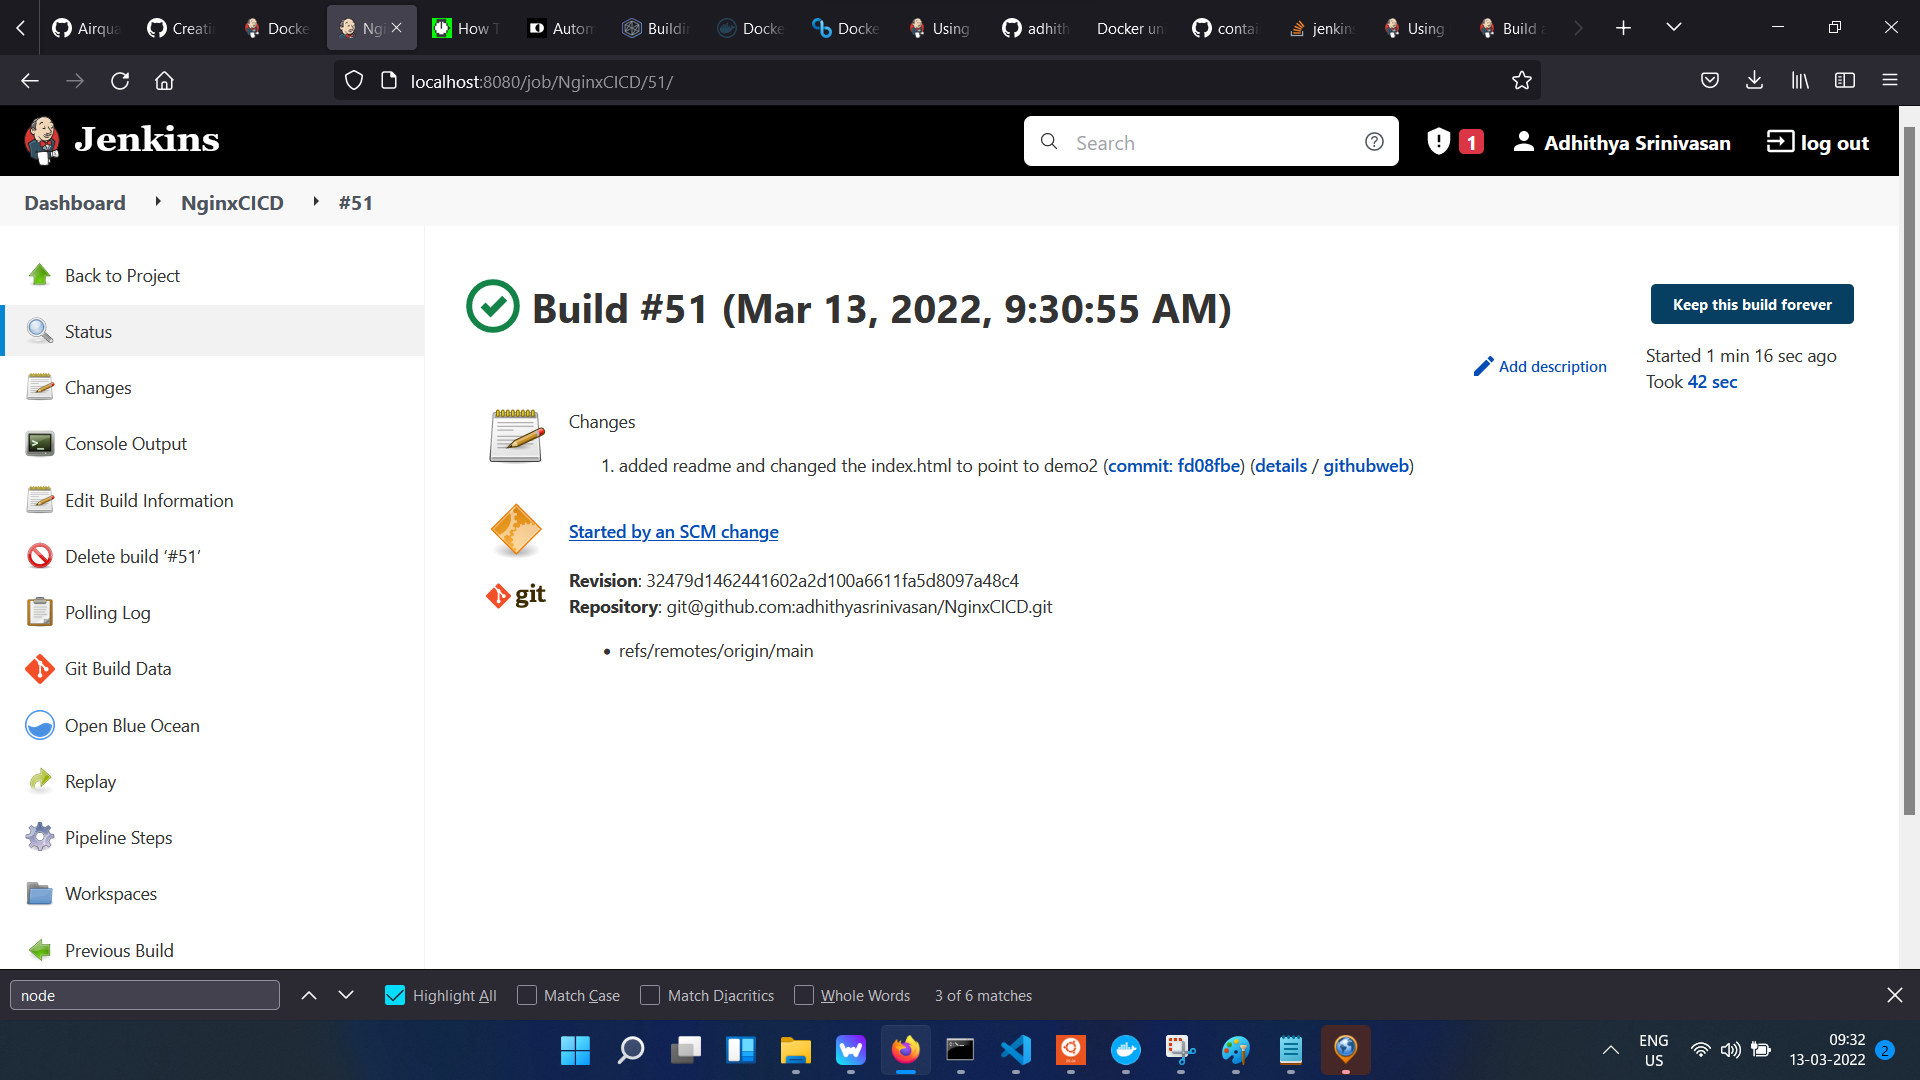 Airqua
Creati
Docke
Ngi
How T
Autom
Buildin
Docke
Docke
Using
adhith
Docker un
contai
jenkin
Using
Build a
localhost:8080/job/NginxCICD/51/
Jenkins
Search
1
Adhithya Srinivasan
log out
Dashboard
NginxCICD
#51
Back to Project
Status
Changes
Console Output
Edit Build Information
Delete build ‘#51’
Polling Log
Git Build Data
Open Blue Ocean
Replay
Pipeline Steps
Workspaces
Previous Build
Build #51 (Mar 13, 2022, 9:30:55 AM)
Keep this build forever
Add description
Started 1 min 16 sec ago
Took 42 sec
Changes
1. added readme and changed the index.html to point to demo2 (commit: fd08fbe) (details / githubweb)
Started by an SCM change
git
Revision: 32479d1462441602a2d100a6611fa5d8097a48c4
Repository: git@github.com:adhithyasrinivasan/NginxCICD.git
• refs/remotes/origin/main
node
Highlight All
Match Case
Match Diacritics
Whole Words
3 of 6 matches
ENG
US
09:32
13-03-2022
2